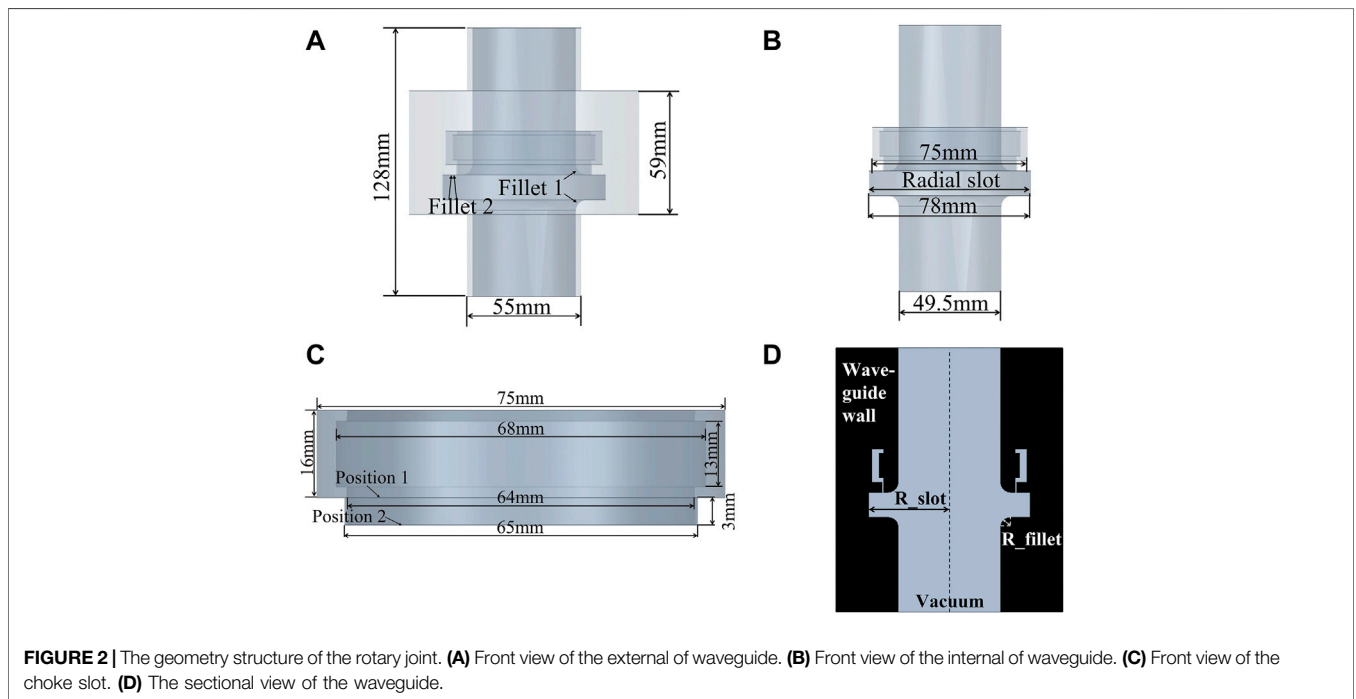 A
128mm
59mm
Fillet 1
Fillet 2
55mm
B
75mm
Radial slot
78mm
49.5mm
C
75mm
68mm
16mm
13mm
Position 1
64mm
3mm
Position 2
65mm
D
Wave-
guide
wall
R_slot
R_fillet
Vacuum
FIGURE 2 | The geometry structure of the rotary joint. (A) Front view of the external of waveguide. (B) Front view of the internal of waveguide. (C) Front view of the
choke slot. (D) The sectional view of the waveguide.